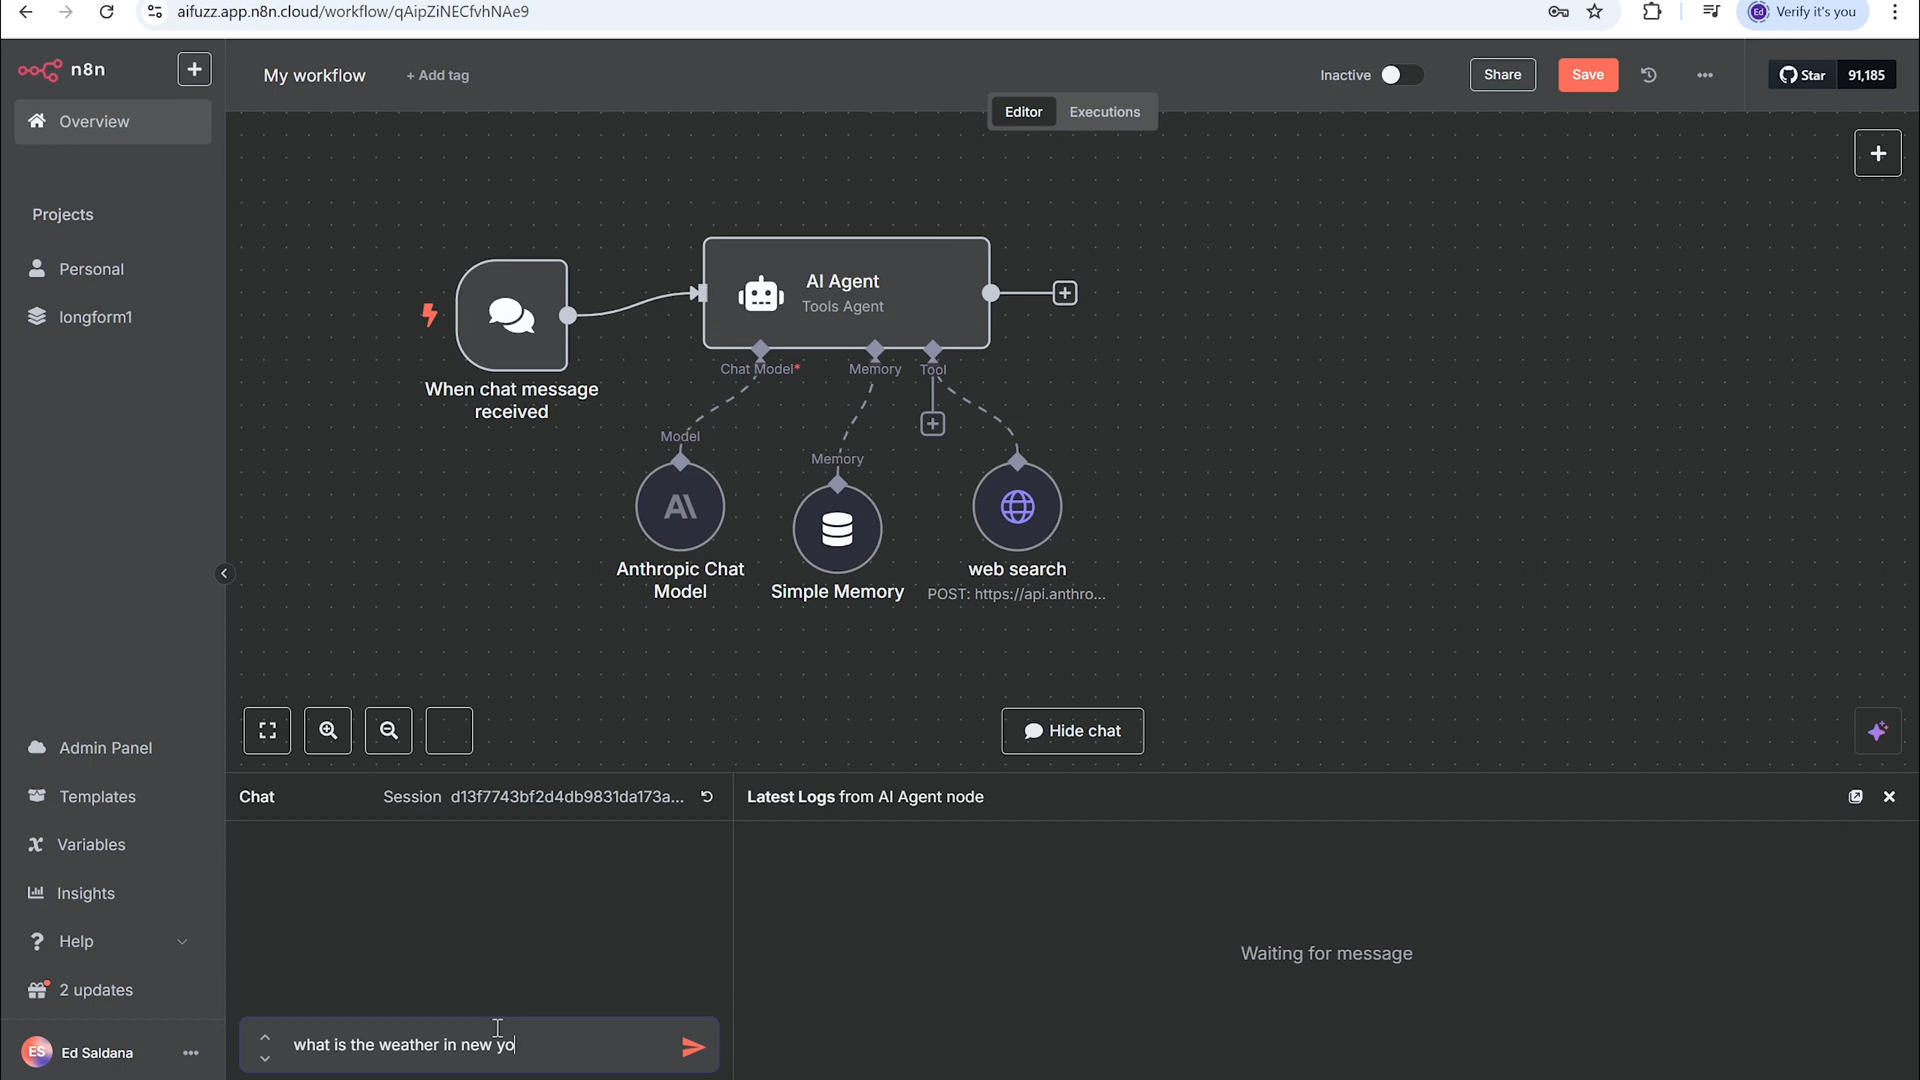 aifuzz.app.n8n.cloud/workflow/qAipZiNECfvhNAe9
Ed
Verify it's you
n8n
My workflow
+ Add tag
Inactive
Share
Save
Star
91,185
Editor
Executions
Overview
Projects
Personal
longform1
AI Agent
Tools Agent
Chat Model*
Memory
Tool
When chat message
received
Model
Memory
A\
Anthropic Chat
Model
Simple Memory
web search
POST: https://api.anthro...
Hide chat
Admin Panel
Templates
Variables
Insights
Help
2 updates
ES
Ed Saldana
Chat
Session d13f7743bf2d4db9831da173a...
Latest Logs from AI Agent node
Waiting for message
what is the weather in new yo